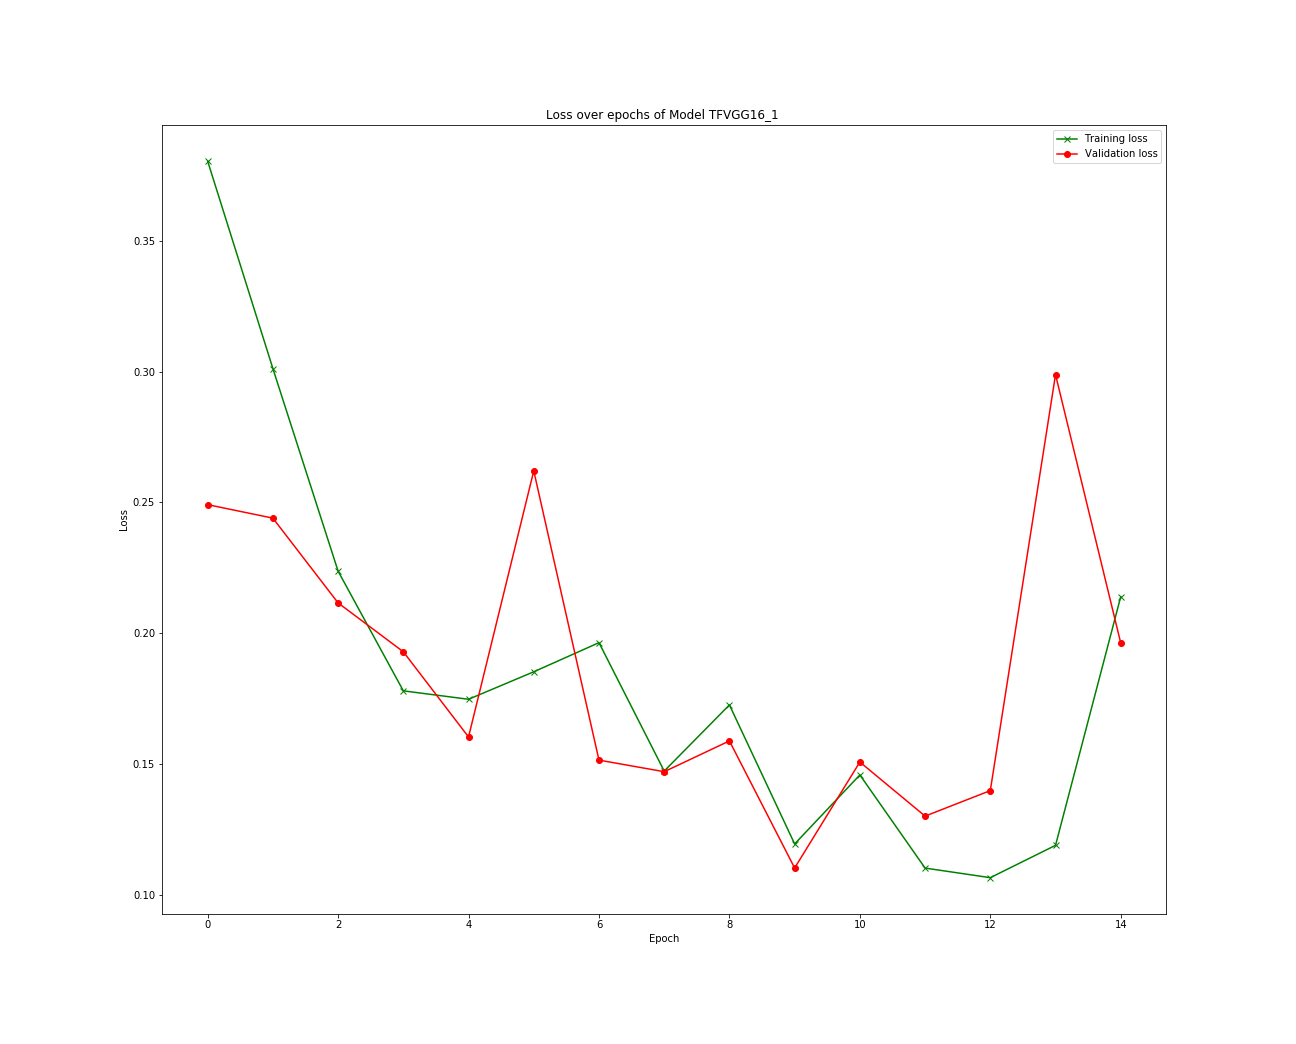 Loss over epochs of Model TFVGG16_1
Training loss
Validation loss
0.35
0.30
0.25
0.20
0.15
0.10
Loss
0 2 4 6 8 10 12 14
Epoch